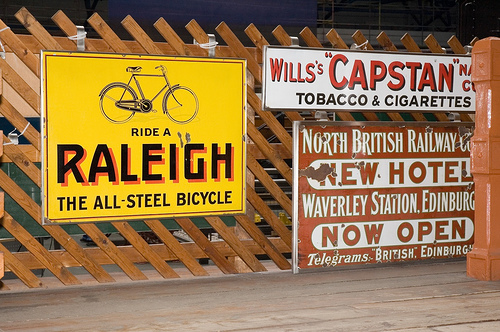 RIDE A
RALEIGH
THE ALL-STEEL BICYCLE
WILLS'S "CAPSTAN"
TOBACCO & CIGARETTES
NORTH BRITISH RAILWAY
NEW HOTEL
WAVERLEY STATION, EDINBURG
NOW OPEN
Telegrams:- "BRITISH, EDINBURGH